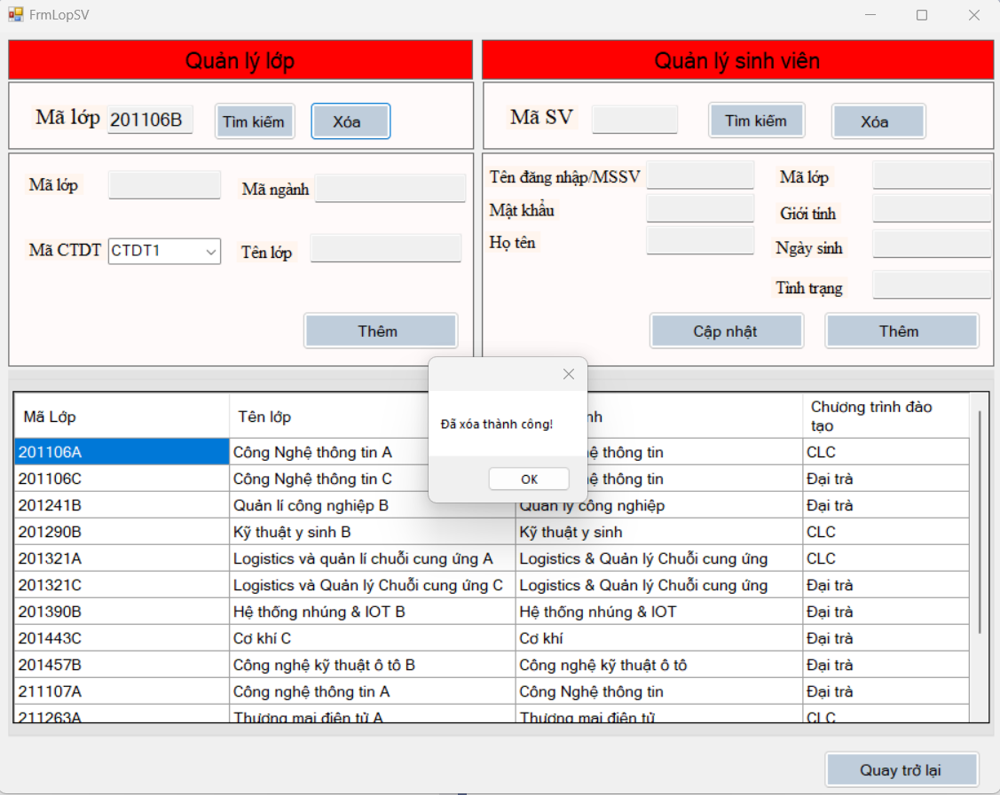 FrmLopSV
Quản lý lớp
Quản lý sinh viên
Mã lớp 201106B Tìm kiếm Xóa
Mã SV Tìm kiếm Xóa
Mã lớp Mã ngành
Mã CTDT CTDT1 Tên lớp
Thêm
Tên đăng nhập/MSSV Mã lớp
Mật khẩu Giới tính
Họ tên Ngày sinh
Tình trạng
Cập nhật Thêm
Đã xóa thành công!
OK
Mã Lớp Tên lớp Chương trình đào tạo
201106A Công Nghệ thông tin A thông tin CLC
201106C Công Nghệ thông tin C thông tin Đại trà
201241B Quản lí công nghiệp B Quản lý công nghiệp Đại trà
201290B Kỹ thuật y sinh B Kỹ thuật y sinh CLC
201321A Logistics và quản lí chuỗi cung ứng A Logistics & Quản lý Chuỗi cung ứng CLC
201321C Logistics và Quản lý Chuỗi cung ứng C Logistics & Quản lý Chuỗi cung ứng Đại trà
201390B Hệ thống nhúng & IOT B Hệ thống nhúng & IOT Đại trà
201443C Cơ khí C Cơ khí Đại trà
201457B Công nghệ kỹ thuật ô tô B Công nghệ kỹ thuật ô tô Đại trà
211107A Công nghệ thông tin A Công Nghệ thông tin Đại trà
211263A Thương mại điện tử A Thương mại điện tử CLC
Quay trở lại